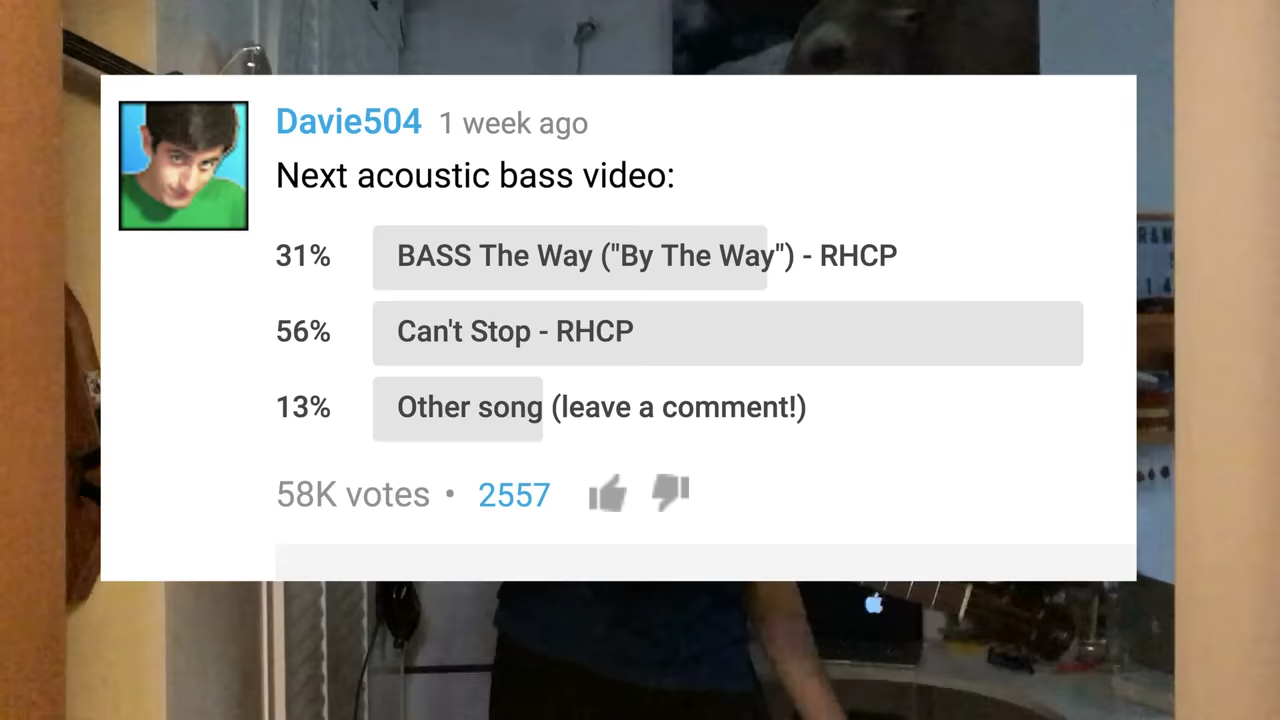 Davie504 1 week ago
Next acoustic bass video:
31% BASS The Way ("By The Way") - RHCP
56% Can't Stop - RHCP
13% Other song (leave a comment!)
58K votes • 2557